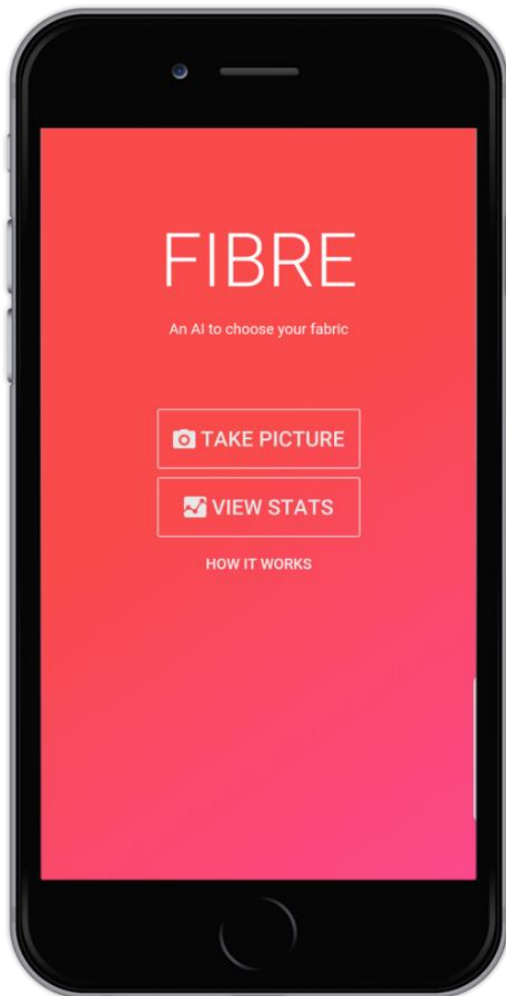 FIBRE
An AI to choose your fabric
TAKE PICTURE
VIEW STATS
HOW IT WORKS